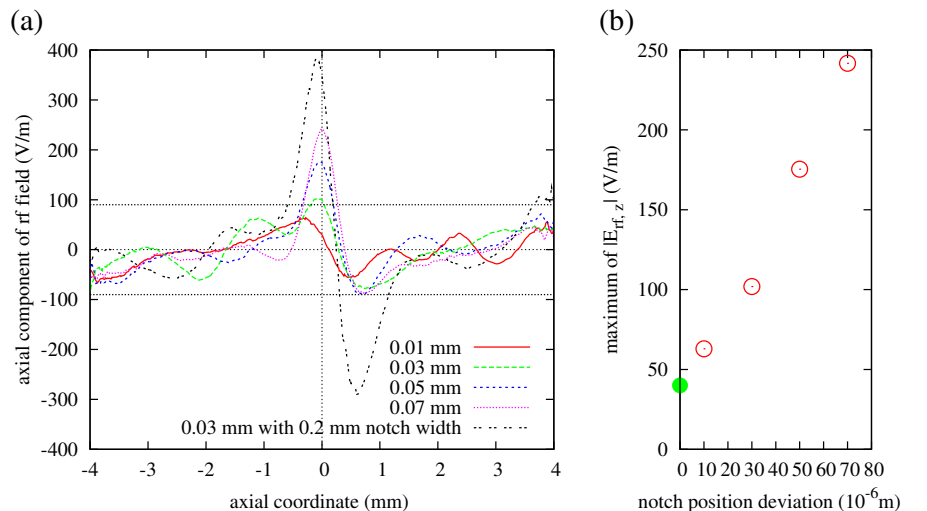 (a)
axial component of rf field (V/m)
400
300
200
100
0
-100
-200
-300
-400
0.01 mm
0.03 mm
0.05 mm
0.07 mm
0.03 mm with 0.2 mm notch width
-4 -3 -2 -1 0 1 2 3 4
axial coordinate (mm)
(b)
maximum of |E_rf, z| (V/m)
250
200
150
100
50
0
0 10 20 30 40 50 60 70 80
notch position deviation (10^-6m)